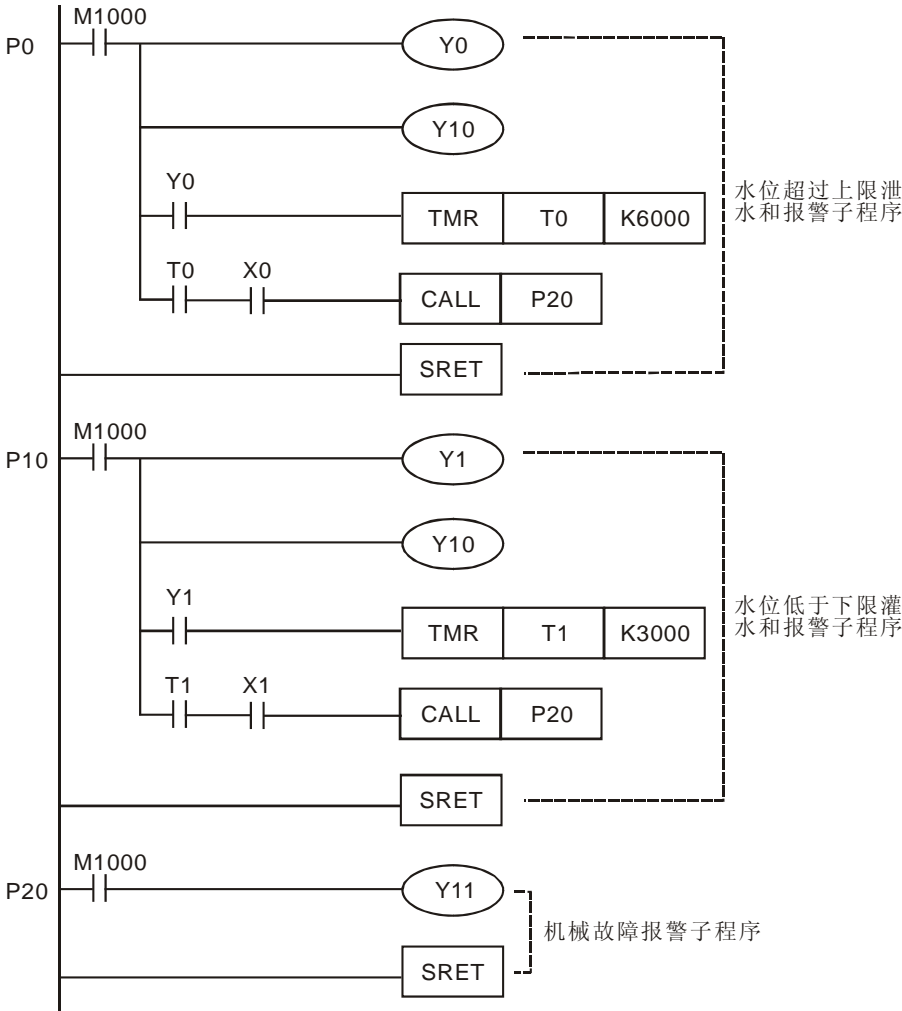 M1000
P0
Y0
Y10
Y0
TMR T0 K6000
水位超过上限泄
水和报警子程序
T0 X0
CALL P20
SRET
M1000
P10
Y1
Y10
Y1
TMR T1 K3000
水位低于下限灌
水和报警子程序
T1 X1
CALL P20
SRET
M1000
P20
Y11
机械故障报警子程序
SRET